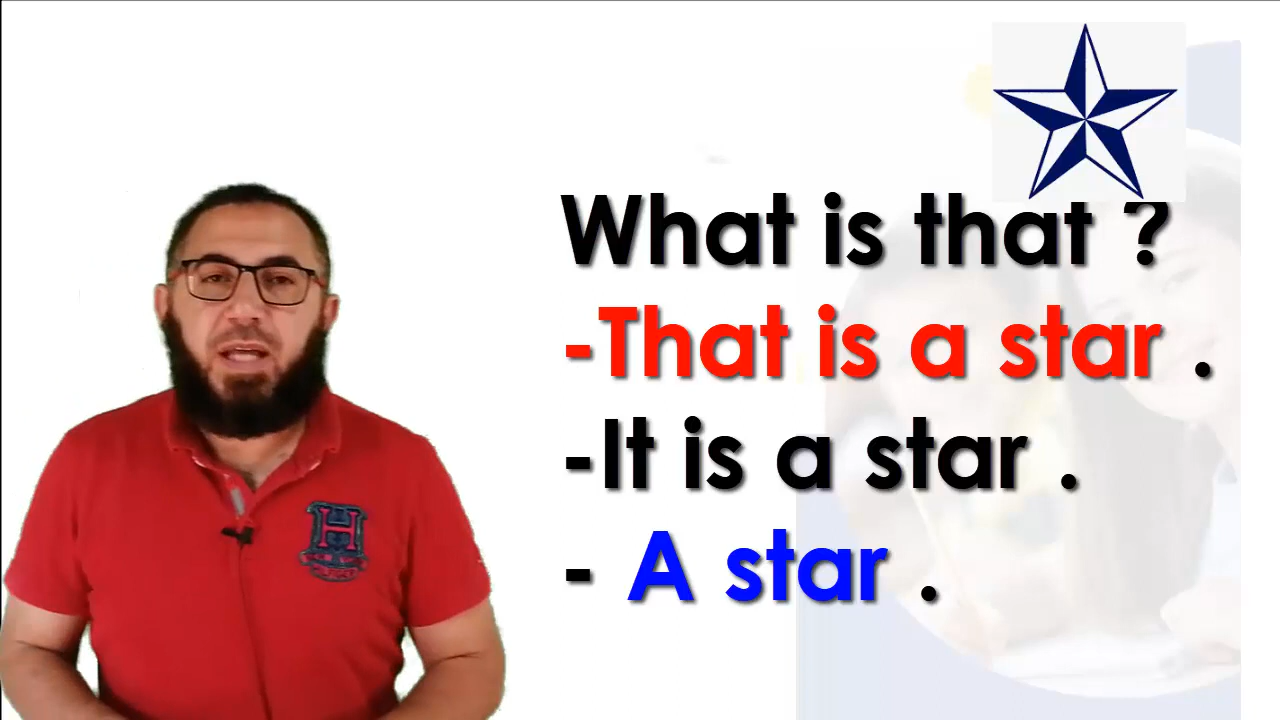 What is that ?
-That is a star .
-It is a star .
- A star .
H